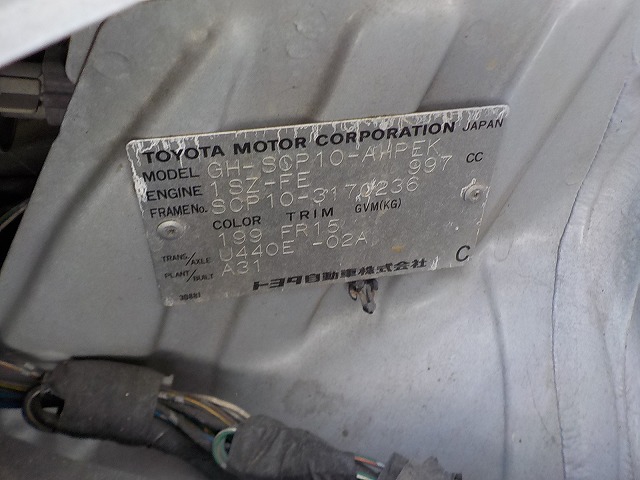 TOYOTA MOTOR CORPORATION JAPAN
MODEL GH-SCP10-AHPEK
ENGINE 1SZ-FE 997 CC
FRAME No. SCP10-3170236
COLOR TRIM GVM(KG)
199 FR15
TRANS/AXLE U440E -02A
PLANT/BUILT A31 C
トヨタ自動車株式会社